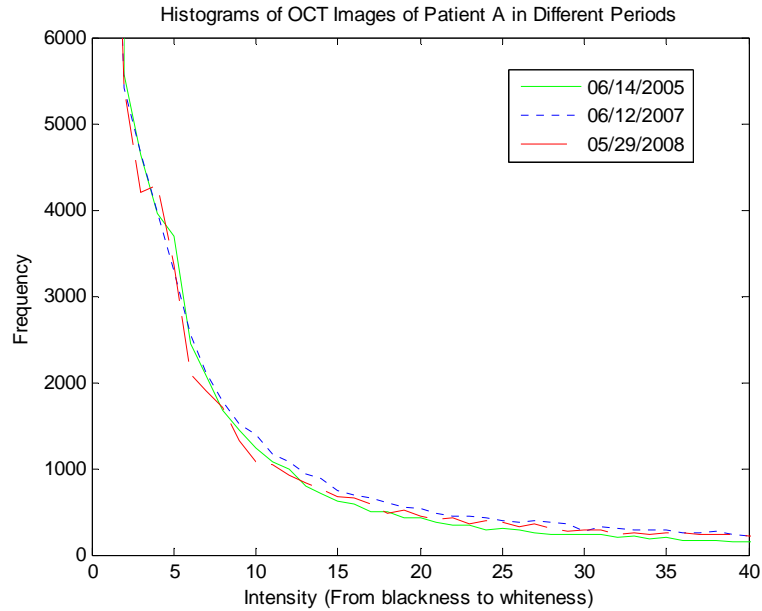 Histograms of OCT Images of Patient A in Different Periods
6000
5000
4000
3000
2000
1000
0
Frequency
06/14/2005
06/12/2007
05/29/2008
0 5 10 15 20 25 30 35 40
Intensity (From blackness to whiteness)